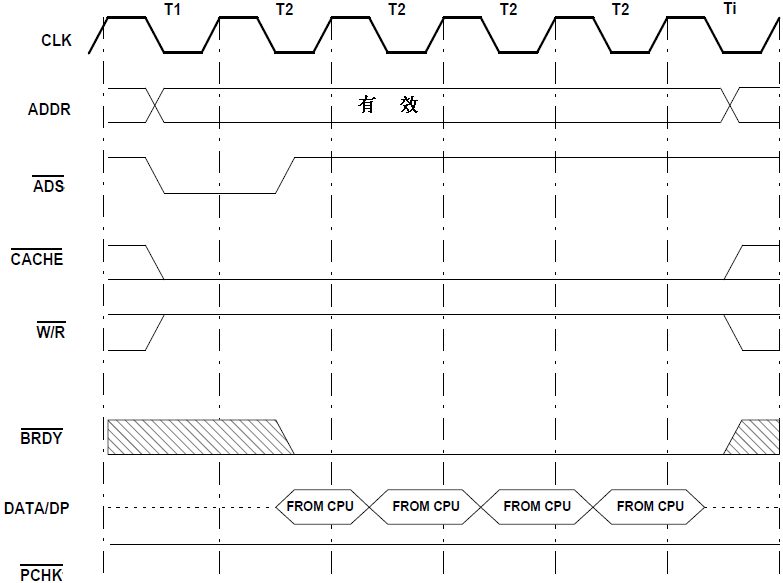 T1 T2 T2 T2 T2 Ti
CLK
ADDR 有 效
ADS
CACHE
W/R
BRDY
DATA/DP FROM CPU FROM CPU FROM CPU FROM CPU
PCHK